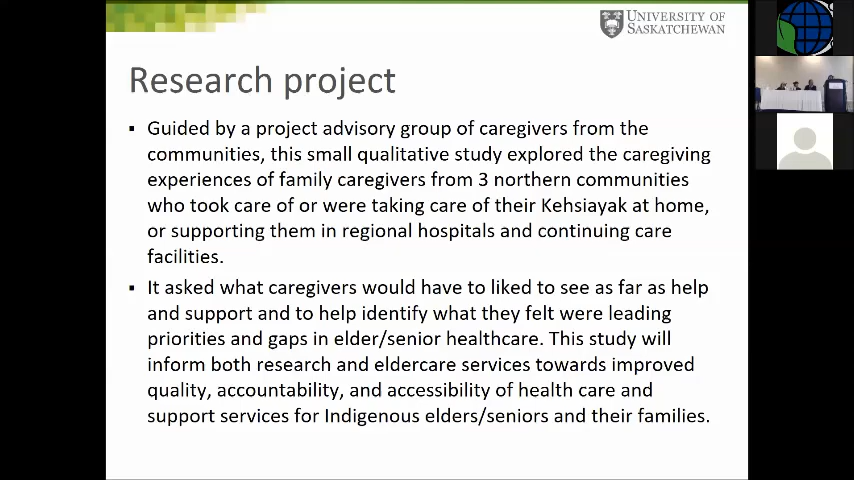 UNIVERSITY OF
SASKATCHEWAN
Research project
▪ Guided by a project advisory group of caregivers from the
communities, this small qualitative study explored the caregiving
experiences of family caregivers from 3 northern communities
who took care of or were taking care of their Kehsiayak at home,
or supporting them in regional hospitals and continuing care
facilities.
▪ It asked what caregivers would have to liked to see as far as help
and support and to help identify what they felt were leading
priorities and gaps in elder/senior healthcare. This study will
inform both research and eldercare services towards improved
quality, accountability, and accessibility of health care and
support services for Indigenous elders/seniors and their families.